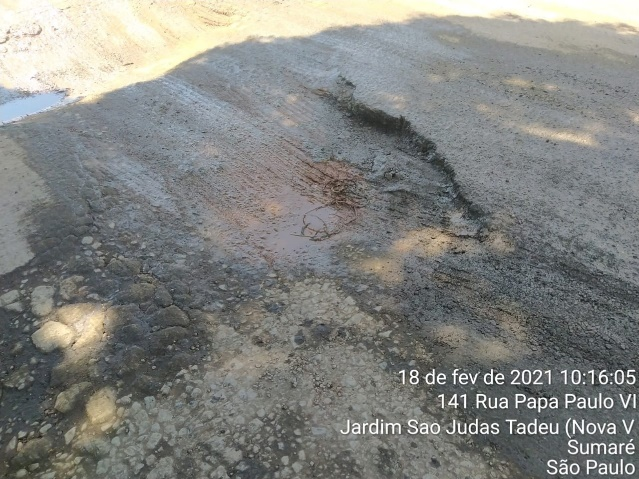 18 de fev de 2021 10:16:05
141 Rua Papa Paulo VI
Jardim Sao Judas Tadeu (Nova V
Sumaré
São Paulo